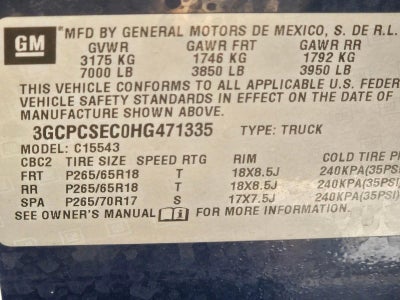 GM MFD BY GENERAL MOTORS DE MEXICO, S. DE R.L.
GVWR GAWR FRT GAWR RR
3175 KG 1746 KG 1792 KG
7000 LB 3850 LB 3950 LB
THIS VEHICLE CONFORMS TO ALL APPLICABLE U.S. FEDER
VEHICLE SAFETY STANDARDS IN EFFECT ON THE DATE OF
MANUFACTURE SHOWN ABOVE.
3GCPCSEC0HG471335 TYPE: TRUCK
MODEL: C15543
CBC2 TIRE SIZE SPEED RTG RIM COLD TIRE P
FRT P265/65R18 T 18X8.5J 240KPA(35PSI)
RR P265/65R18 T 18X8.5J 240KPA(35PSI)
SPA P265/70R17 S 17X7.5J 240KPA(35PSI)
SEE OWNER'S MANUAL i FOR MORE INFORMATION.